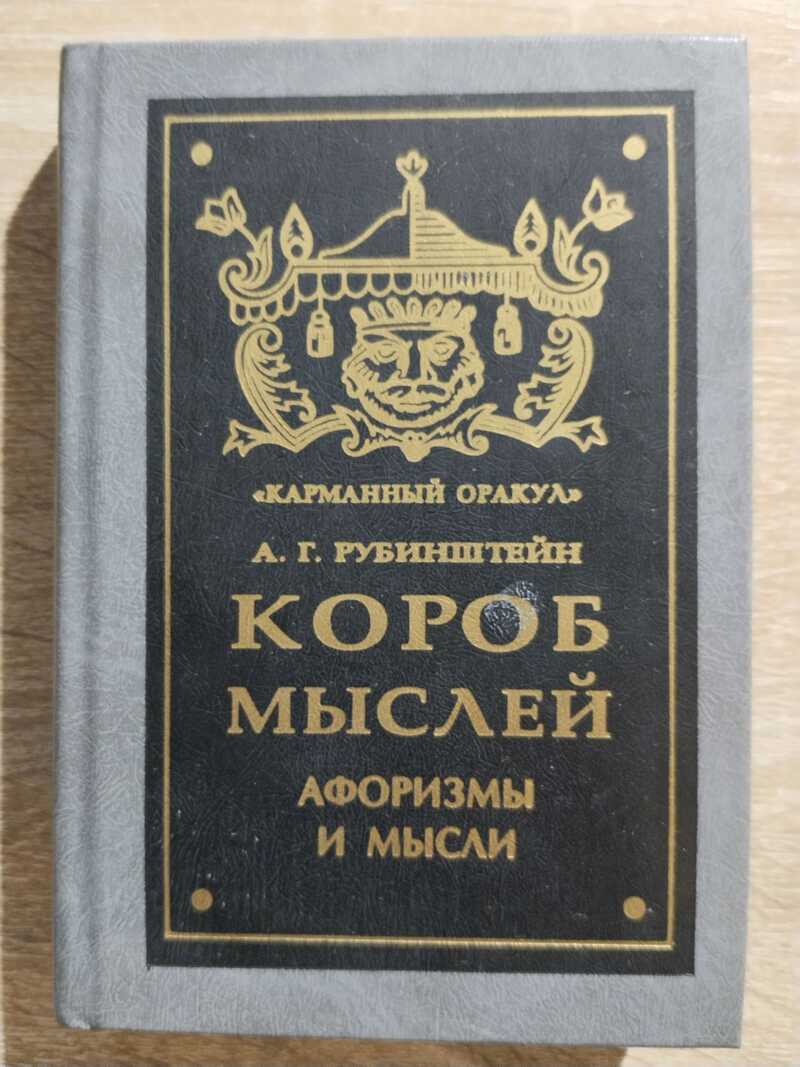 «КАРМАННЫЙ ОРАКУЛ»
А. Г. РУБИНШТЕЙН
КОРОБ
МЫСЛЕЙ
АФОРИЗМЫ
И МЫСЛИ